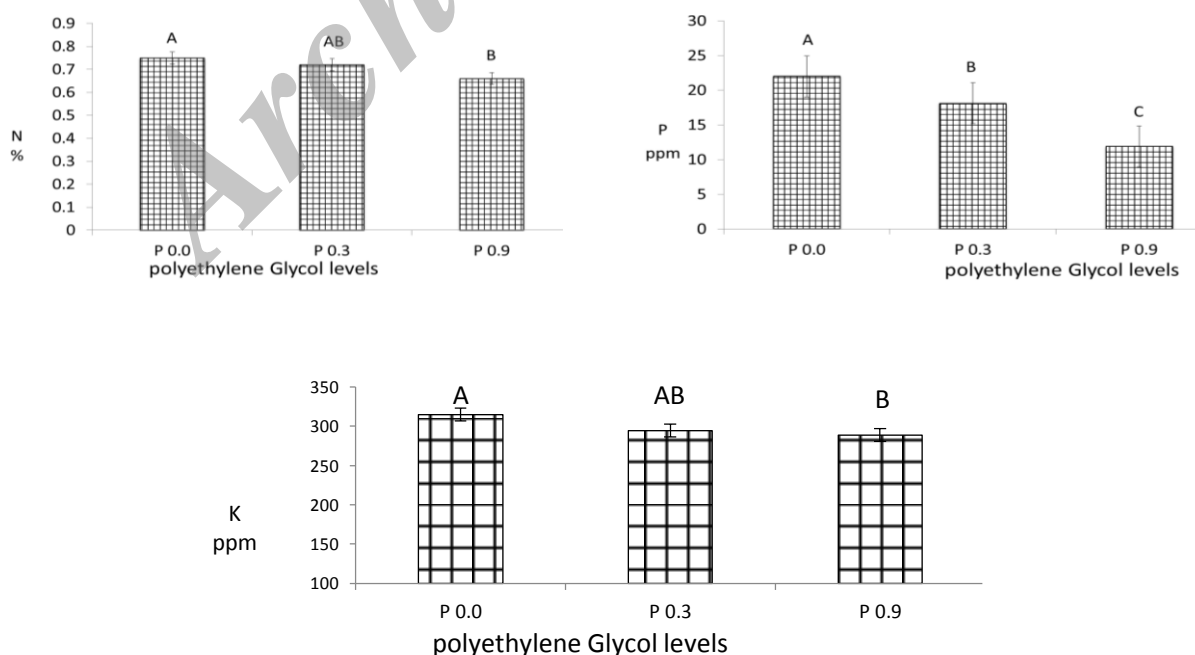 0.9
0.8
0.7
0.6
0.5
0.4
0.3
0.2
0.1
0
N
%
A
AB
B
P 0.0
P 0.3
P 0.9
polyethylene Glycol levels
30
25
20
15
10
5
0
P
ppm
A
B
C
P 0.0
P 0.3
P 0.9
polyethylene Glycol levels
350
300
250
200
150
100
K
ppm
A
AB
B
P 0.0
P 0.3
P 0.9
polyethylene Glycol levels
Arch